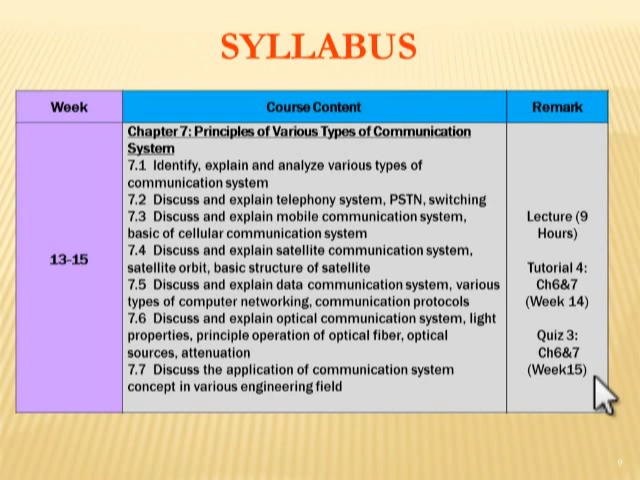 SYLLABUS
Week
Course Content
Remark
13-15
Chapter 7: Principles of Various Types of Communication
System
7.1 Identify, explain and analyze various types of
communication system
7.2 Discuss and explain telephony system, PSTN, switching
7.3 Discuss and explain mobile communication system,
basic of cellular communication system
7.4 Discuss and explain satellite communication system,
satellite orbit, basic structure of satellite
7.5 Discuss and explain data communication system, various
types of computer networking, communication protocols
7.6 Discuss and explain optical communication system, light
properties, principle operation of optical fiber, optical
sources, attenuation
7.7 Discuss the application of communication system
concept in various engineering field
Lecture (9
Hours)
Tutorial 4:
Ch6&7
(Week 14)
Quiz 3:
Ch6&7
(Week15)
9